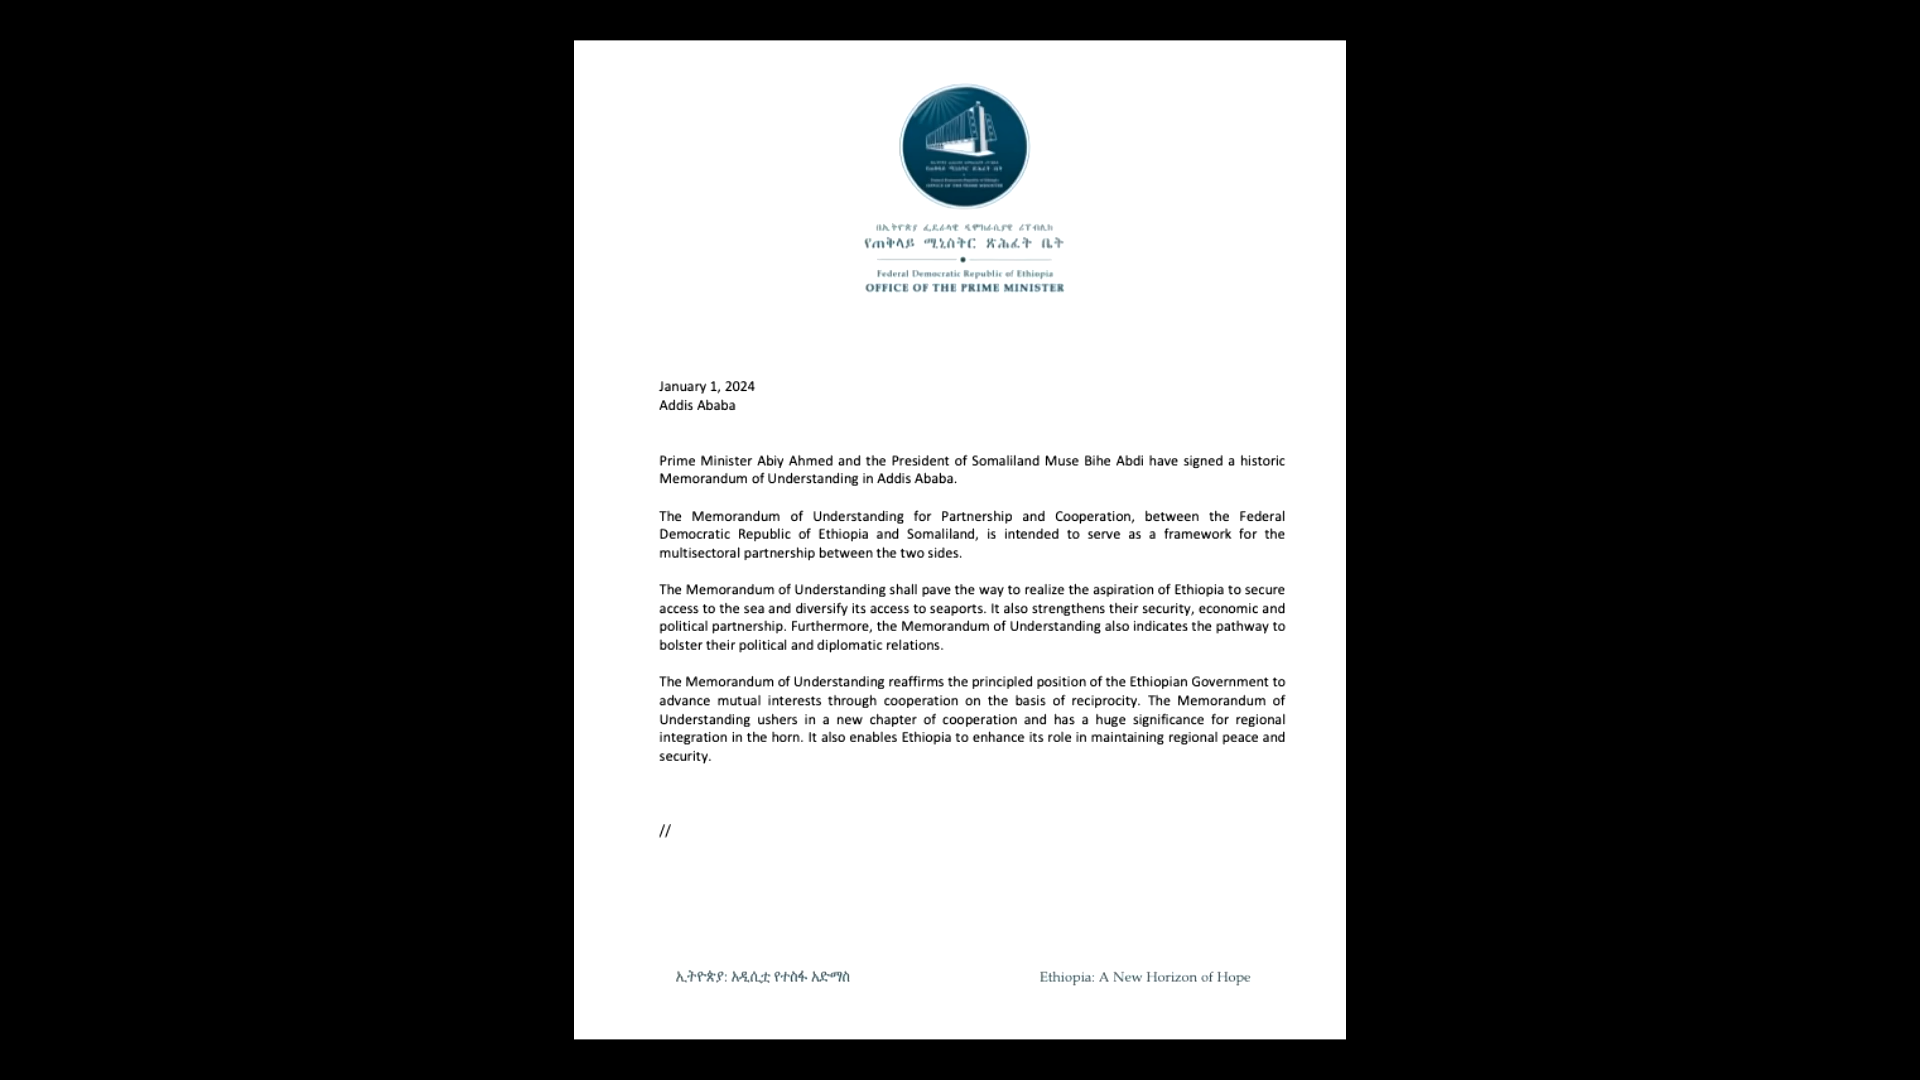 በኢትዮጵያ ፌደራላዊ ዲሞክራሲያዊ ሪፐብሊክ
የጠቅላይ ሚኒስትር ጽሕፈት ቤት
Federal Democratic Republic of Ethiopia
OFFICE OF THE PRIME MINISTER
January 1, 2024
Addis Ababa
Prime Minister Abiy Ahmed and the President of Somaliland Muse Bihe Abdi have signed a historic
Memorandum of Understanding in Addis Ababa.
The Memorandum of Understanding for Partnership and Cooperation, between the Federal
Democratic Republic of Ethiopia and Somaliland, is intended to serve as a framework for the
multisectoral partnership between the two sides.
The Memorandum of Understanding shall pave the way to realize the aspiration of Ethiopia to secure
access to the sea and diversify its access to seaports. It also strengthens their security, economic and
political partnership. Furthermore, the Memorandum of Understanding also indicates the pathway to
bolster their political and diplomatic relations.
The Memorandum of Understanding reaffirms the principled position of the Ethiopian Government to
advance mutual interests through cooperation on the basis of reciprocity. The Memorandum of
Understanding ushers in a new chapter of cooperation and has a huge significance for regional
integration in the horn. It also enables Ethiopia to enhance its role in maintaining regional peace and
security.
//
ኢትዮጵያ: አዲሲቷ የተስፋ አድማስ
Ethiopia: A New Horizon of Hope